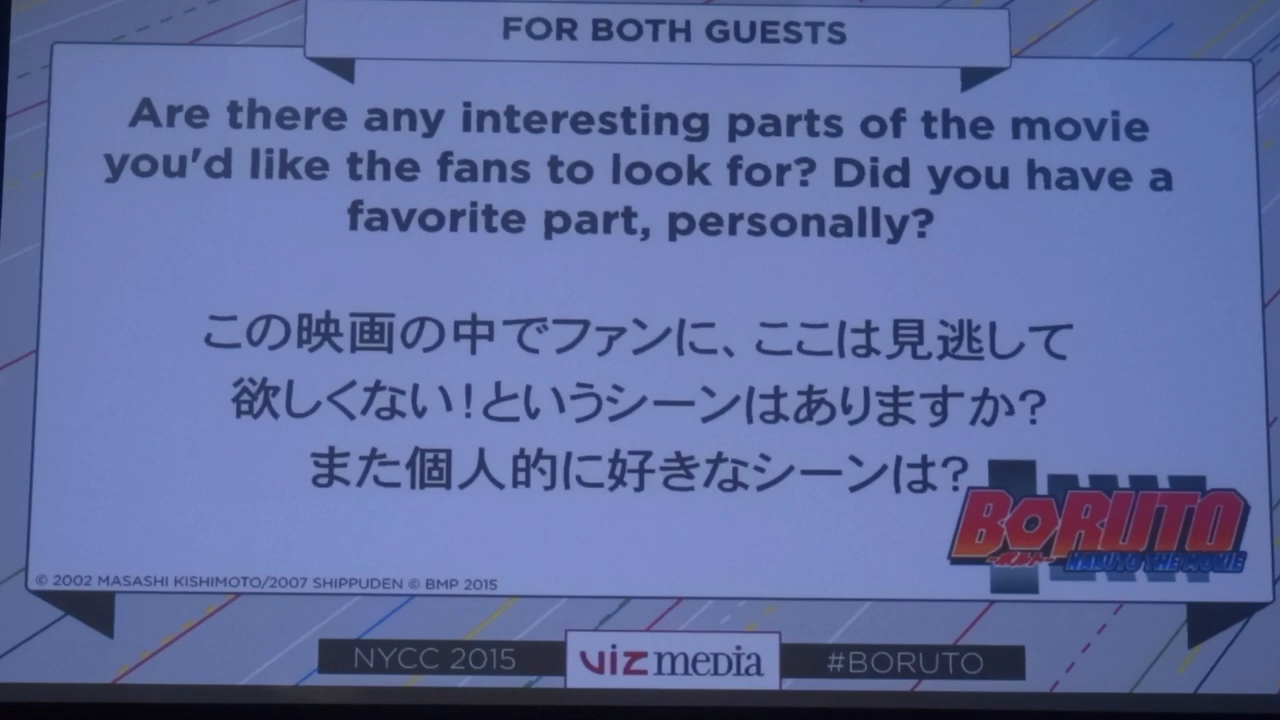 FOR BOTH GUESTS
Are there any interesting parts of the movie
you'd like the fans to look for? Did you have a
favorite part, personally?
この映画の中でファンに、ここは見逃して
欲しくない!というシーンはありますか?
また個人的に好きなシーンは?
BORUTO
-ボルト-
NARUTO THE MOVIE
© 2002 MASASHI KISHIMOTO/2007 SHIPPUDEN © BMP 2015
NYCC 2015
VIZ media
#BORUTO